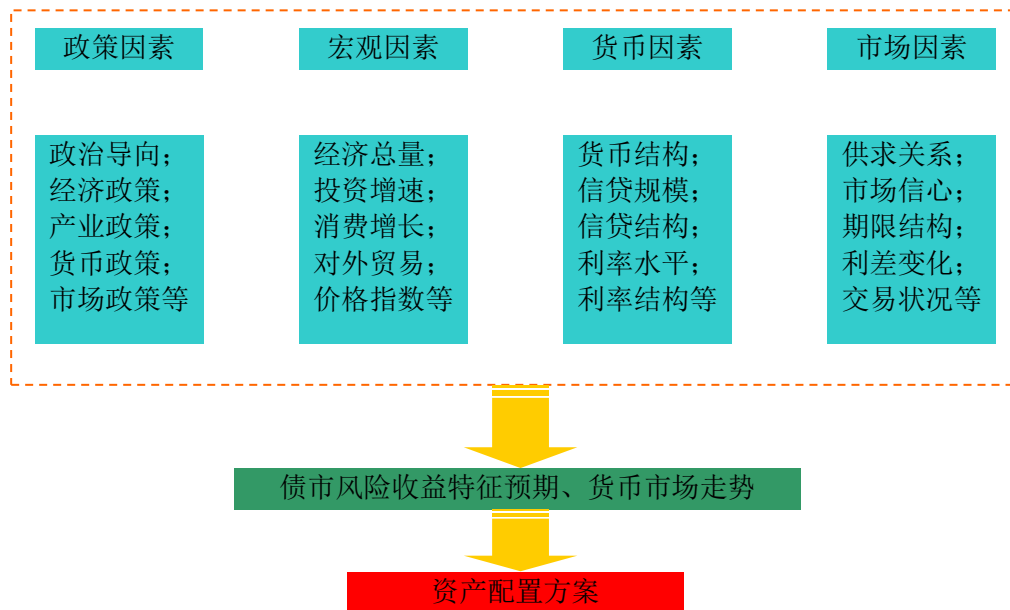 政策因素
宏观因素
货币因素
市场因素
政治导向；
经济政策；
产业政策；
货币政策；
市场政策等
经济总量；
投资增速；
消费增长；
对外贸易；
价格指数等
货币结构；
信贷规模；
信贷结构；
利率水平；
利率结构等
供求关系；
市场信心；
期限结构；
利差变化；
交易状况等
债市风险收益特征预期、货币市场走势
资产配置方案